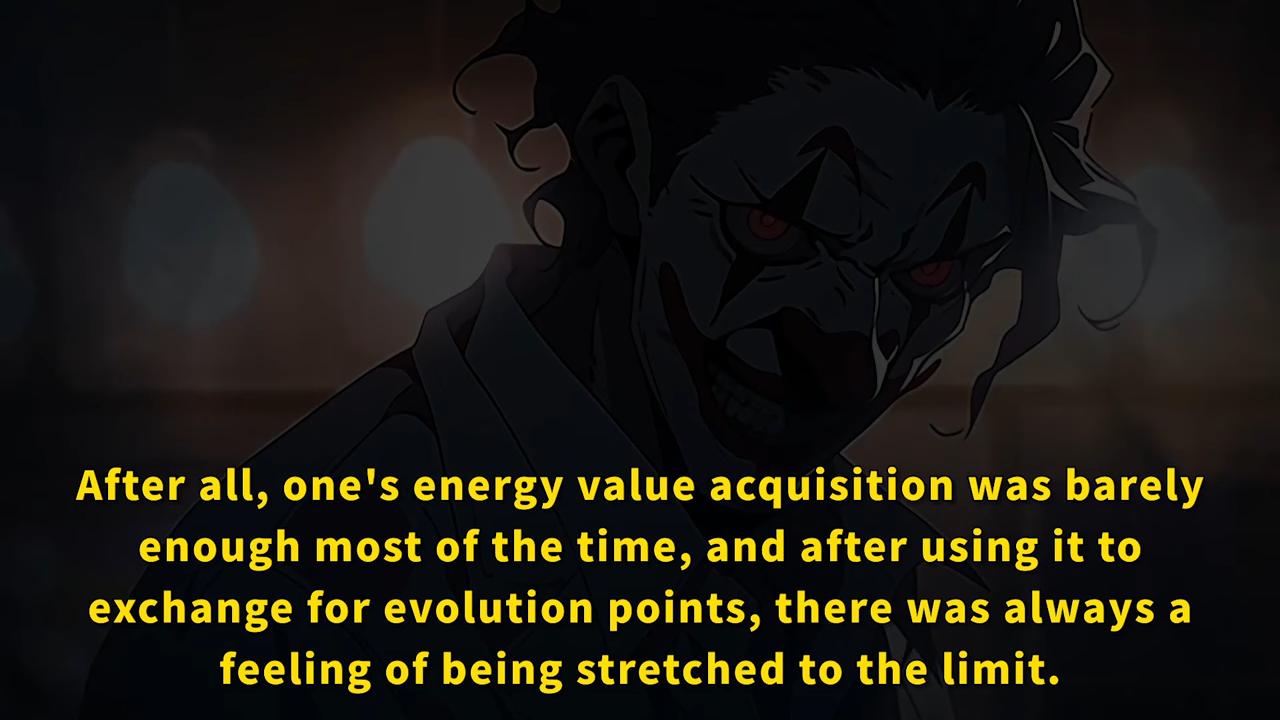 After all, one's energy value acquisition was barely
enough most of the time, and after using it to
exchange for evolution points, there was always a
feeling of being stretched to the limit.